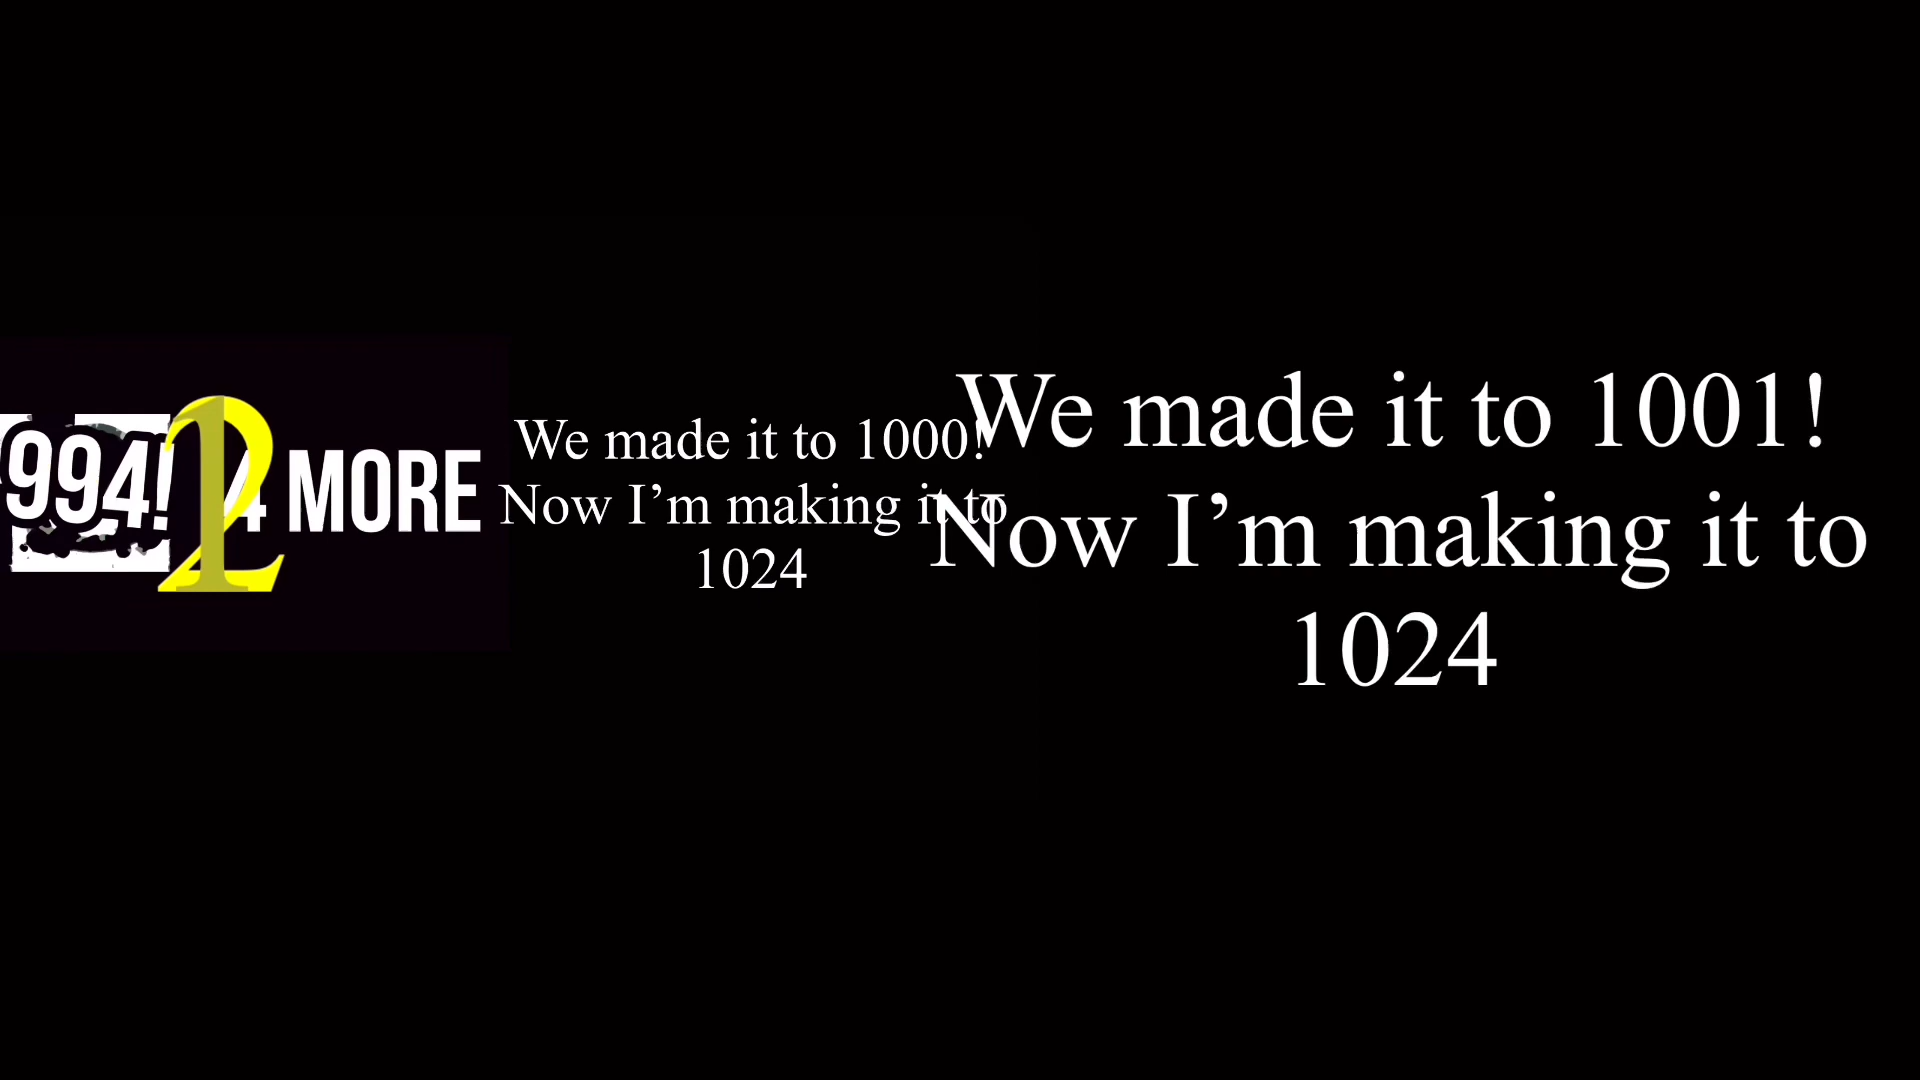 994! 2 4 MORE
We made it to 1000!
Now I’m making it to
1024
We made it to 1001!
Now I’m making it to
1024